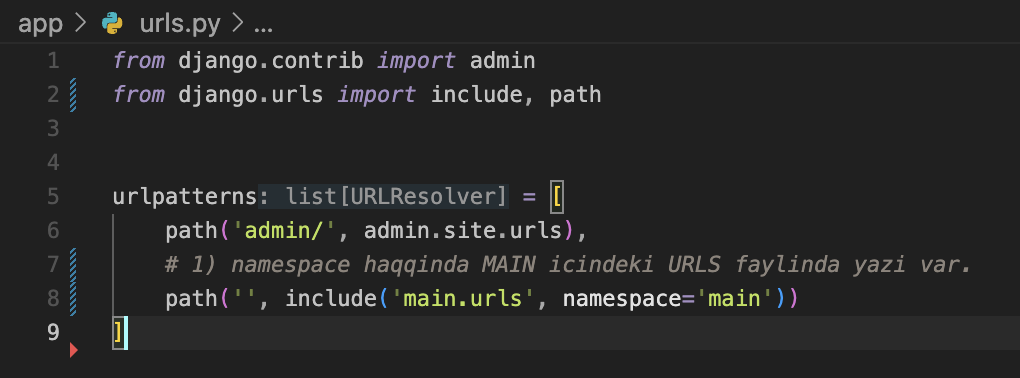 app > urls.py > ...
1 from django.contrib import admin
2 from django.urls import include, path
3
4
5 urlpatterns: list[URLResolver] = [
6     path('admin/', admin.site.urls),
7     # 1) namespace haqqinda MAIN icindeki URLS faylinda yazi var.
8     path('', include('main.urls', namespace='main'))
9 ]